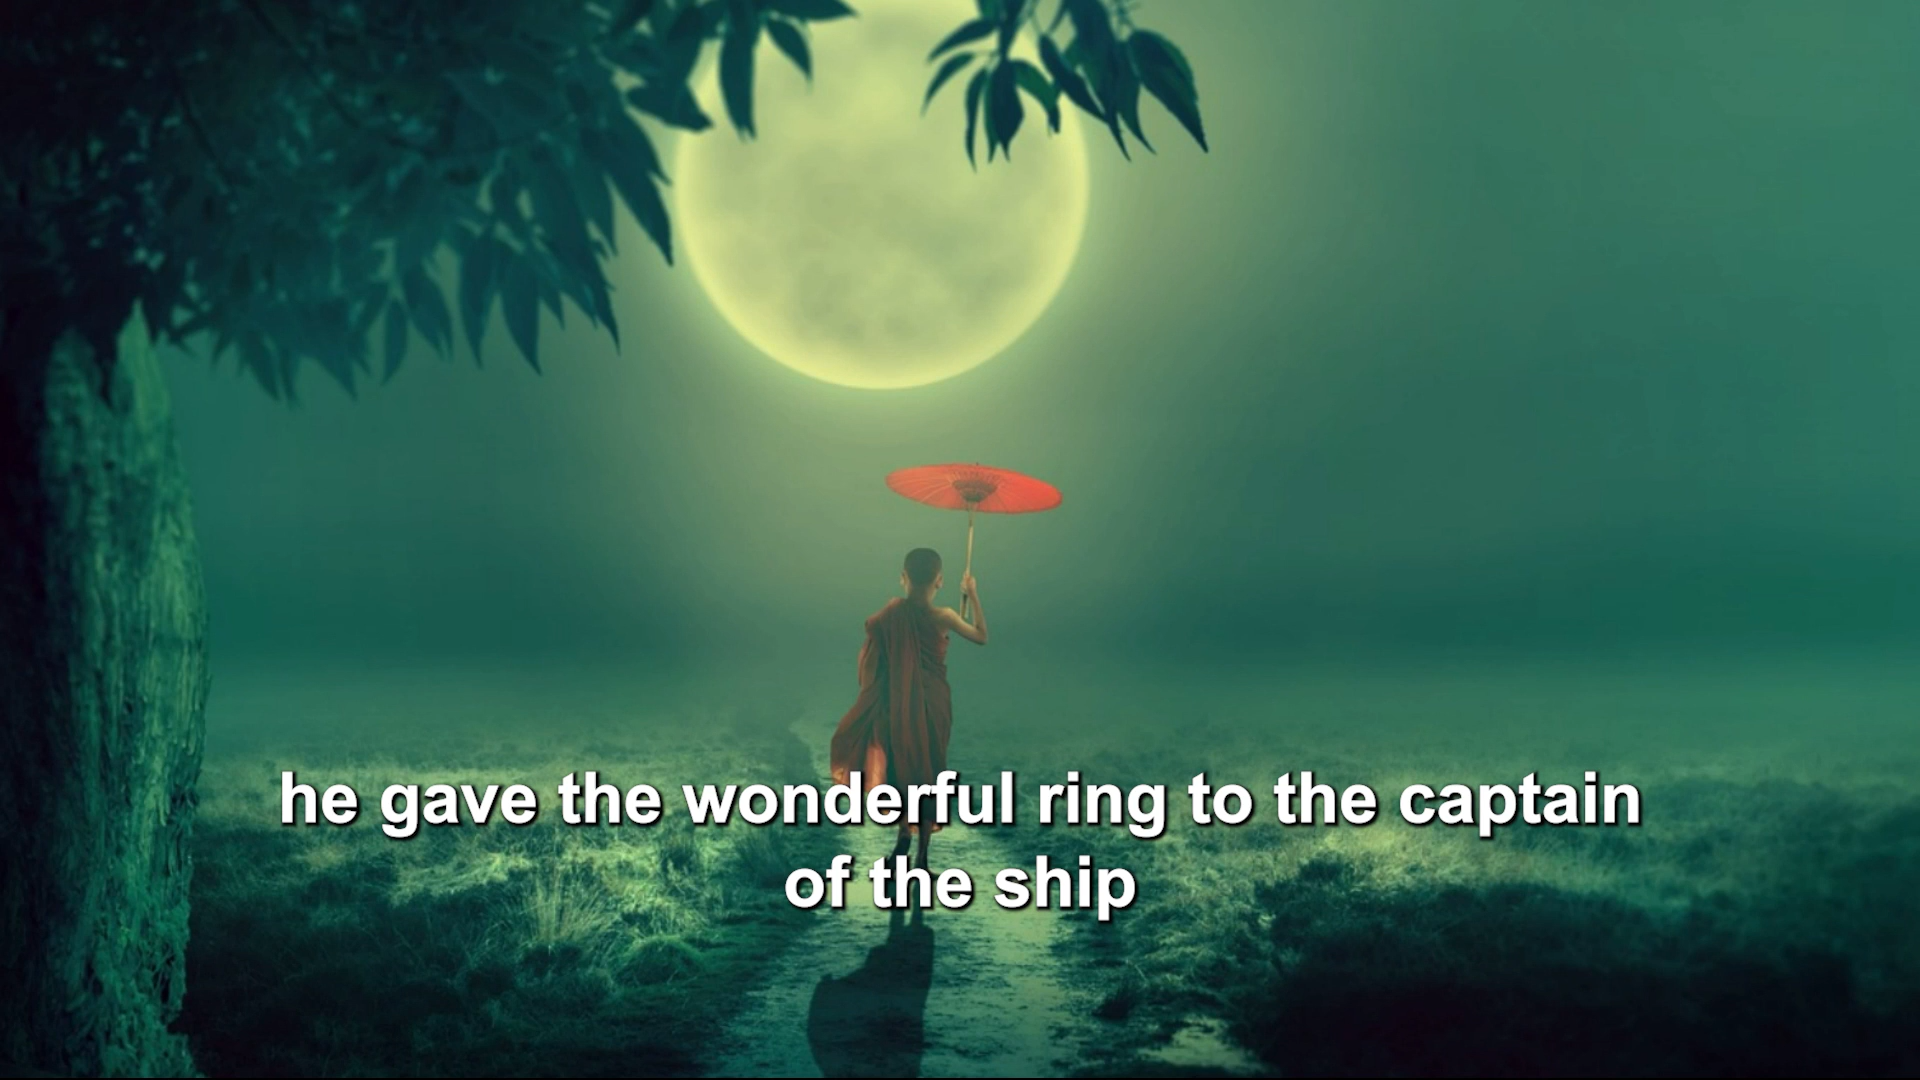 he gave the wonderful ring to the captain
of the ship